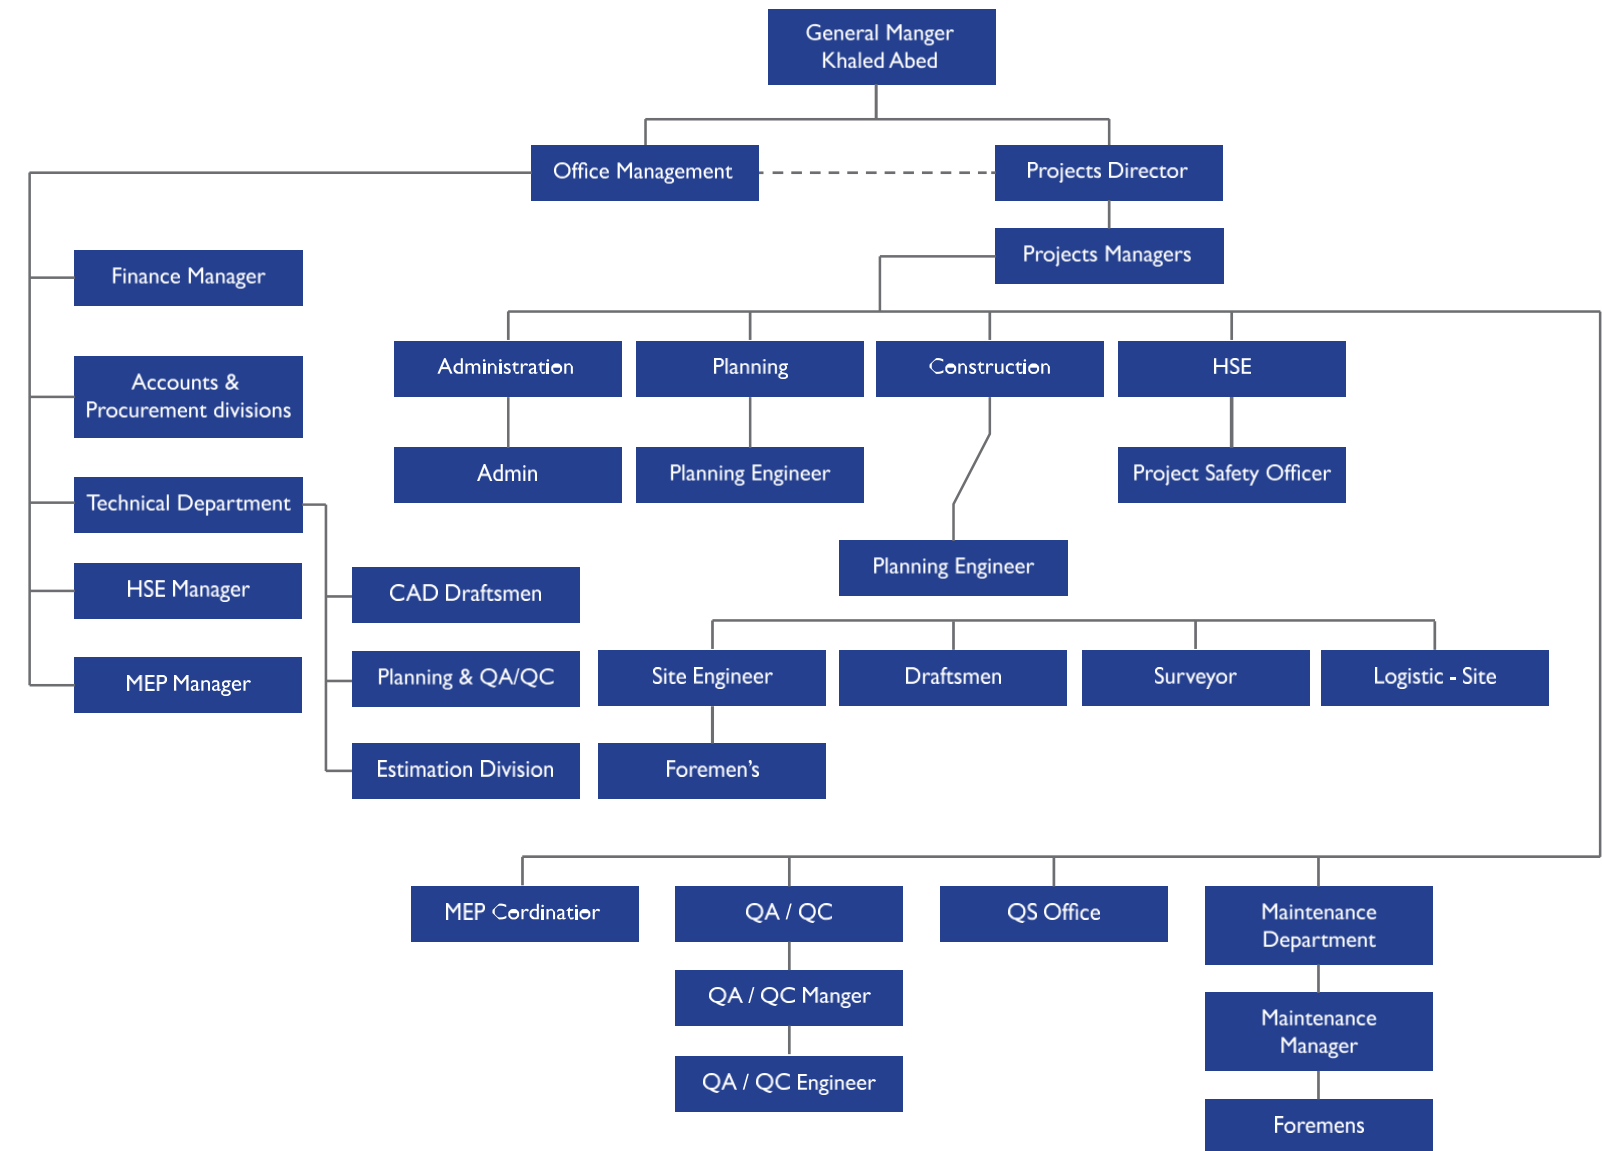 General Manger
Khaled Abed
Office Management
Projects Director
Projects Managers
Finance Manager
Accounts &
Procurement divisions
Technical Department
HSE Manager
MEP Manager
CAD Draftsmen
Planning & QA/QC
Estimation Division
Administration
Planning
Construction
HSE
Admin
Planning Engineer
Project Safety Officer
Planning Engineer
Site Engineer
Draftsmen
Surveyor
Logistic - Site
Foremen’s
MEP Cordinatior
QA / QC
QS Office
Maintenance
Department
QA / QC Manger
Maintenance
Manager
QA / QC Engineer
Foremens